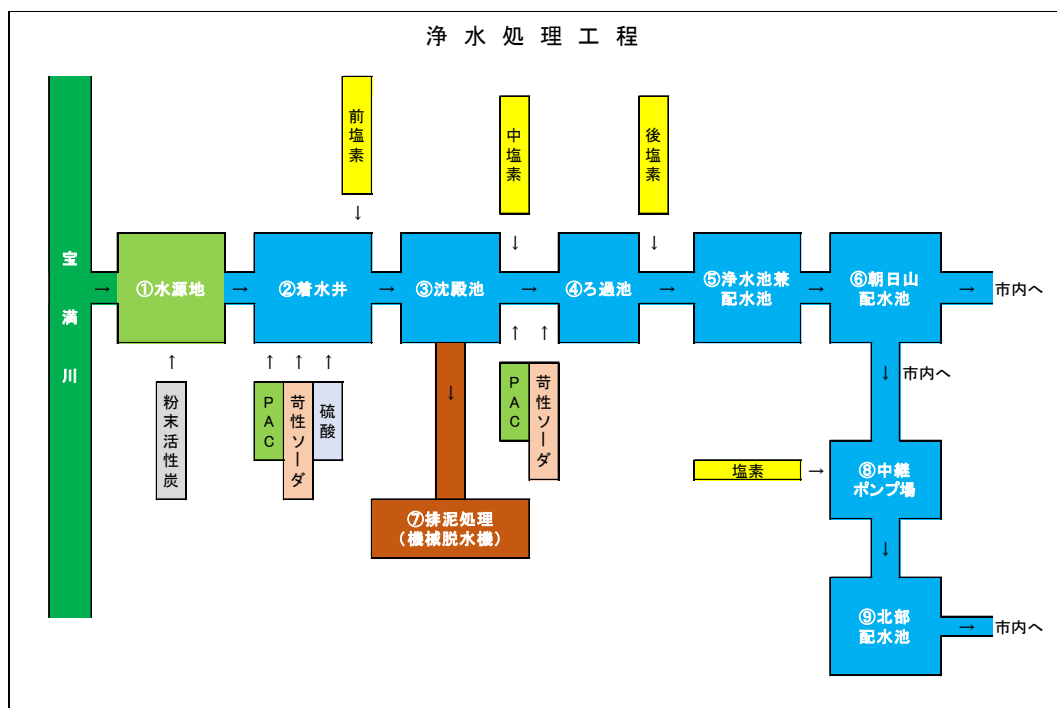 浄水処理工程
前塩素
中塩素
後塩素
宝満川
→
①水源地
→
②着水井
→
③沈殿池
→
④ろ過池
→
⑤浄水池兼
配水池
→
⑥朝日山
配水池
→
市内へ
↓
↓
↓
↑
粉末活性炭
↑
↑
↑
PAC
苛性ソーダ
硫酸
↓
↑
↑
PAC
苛性ソーダ
↓
市内へ
塩素
→
⑧中継
ポンプ場
⑦排泥処理
(機械脱水機)
↓
⑨北部
配水池
→
市内へ